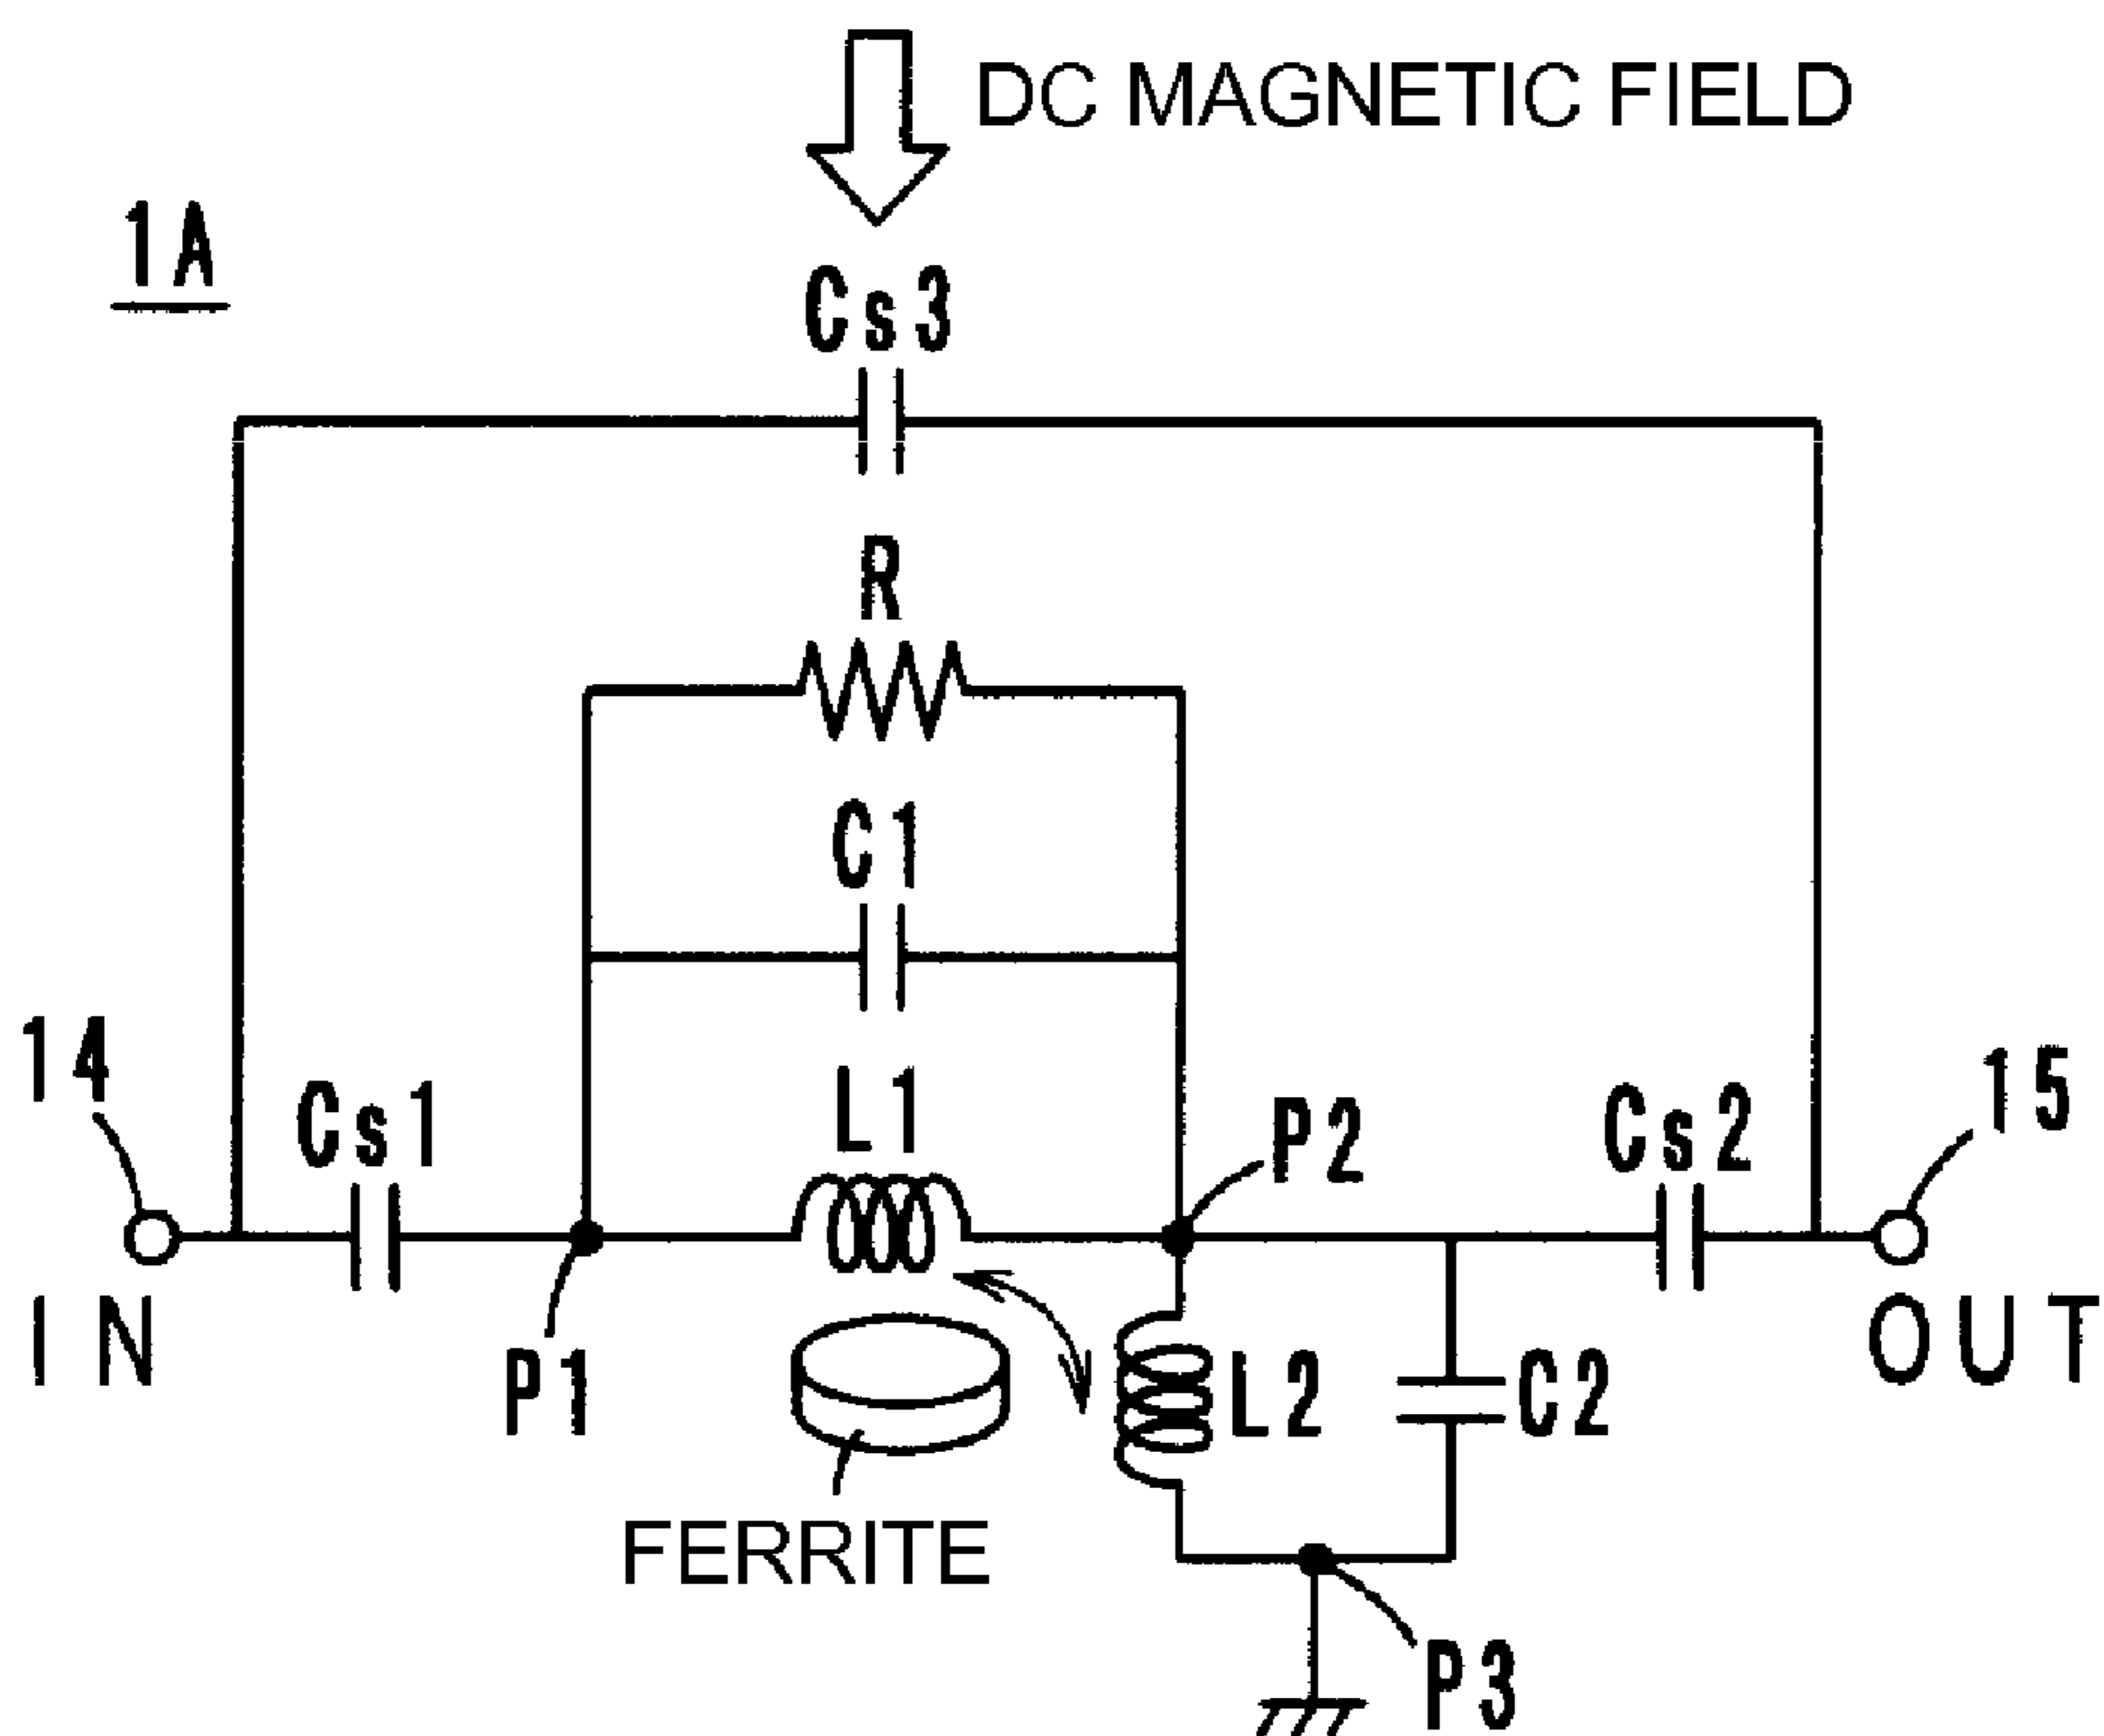 DC MAGNETIC FIELD
1A
Cs3
R
C1
14
Cs1
L1
P2
Cs2
15
IN
P1
L2
C2
OUT
FERRITE
P3